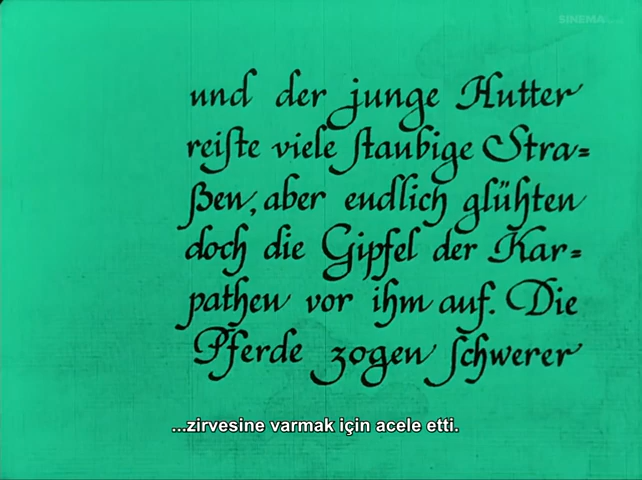 SINEMA
und der junge Hutter
reiſte viele ſtaubige Stra=
ßen, aber endlich glühten
doch die Gipfel der Kar=
pathen vor ihm auf. Die
Pferde zogen ſchwerer
...zirvesine varmak için acele etti.